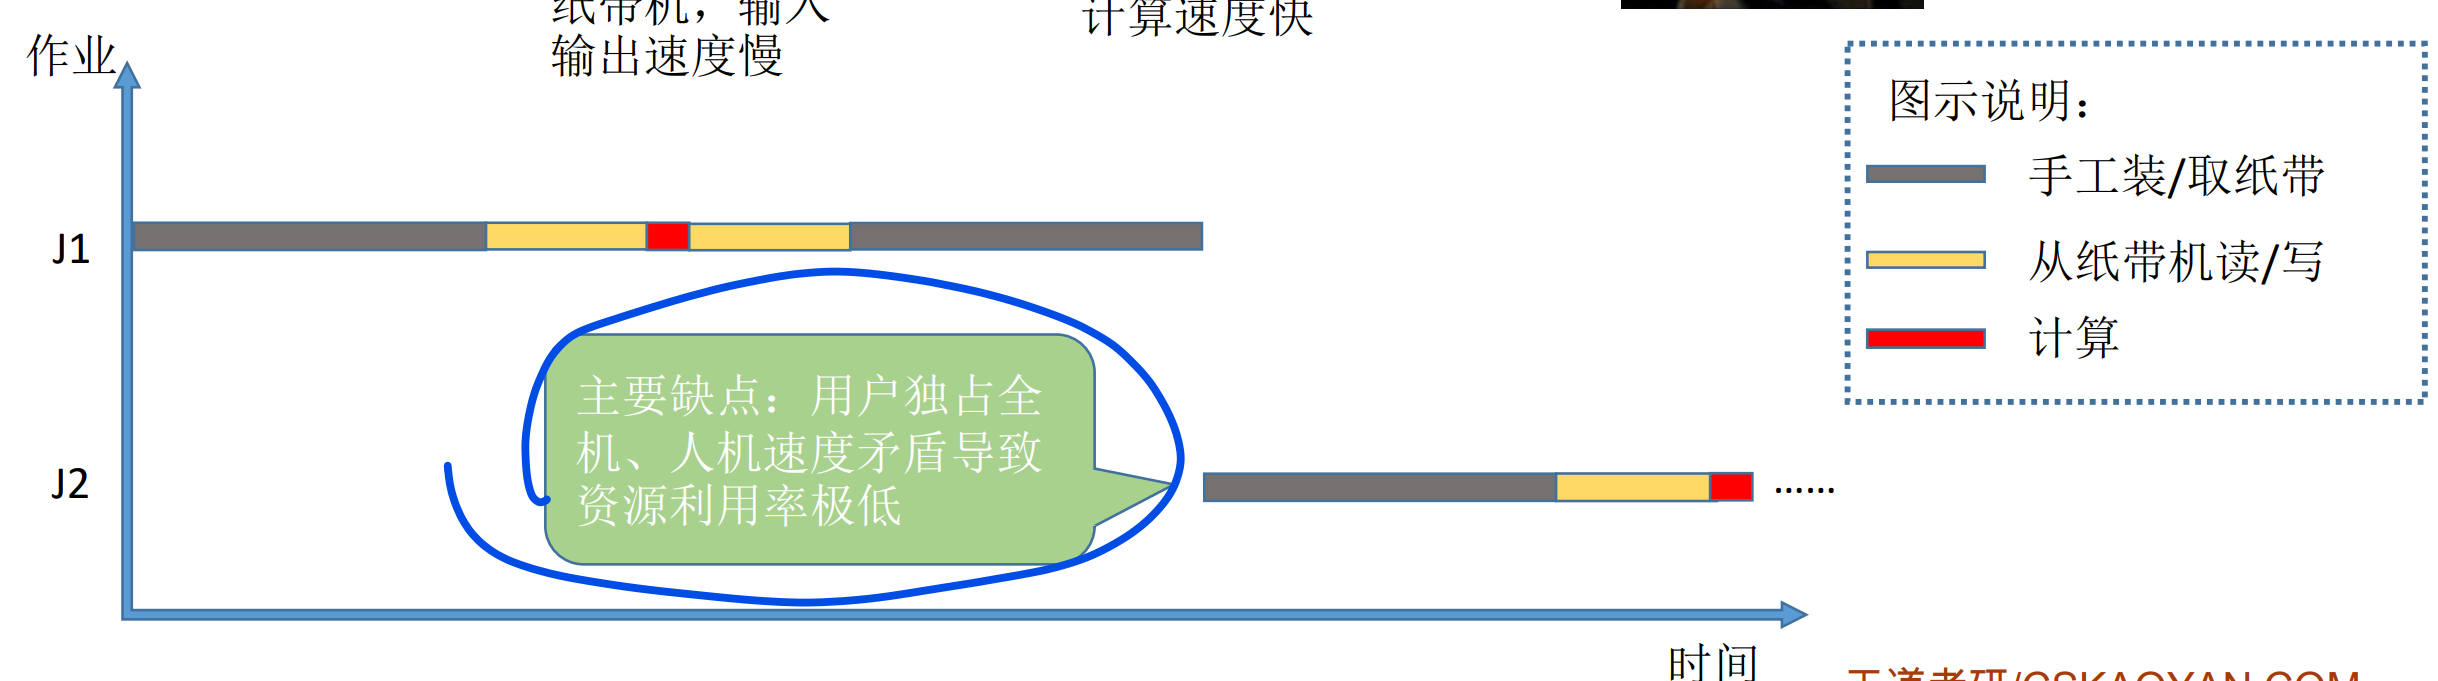 纸带机，输入
输出速度慢
计算速度快
作业
图示说明：
手工装/取纸带
从纸带机读/写
计算
J1
主要缺点：用户独占全
机、人机速度矛盾导致
资源利用率极低
J2
……
时间
王道考研/CSKAOYAN.COM